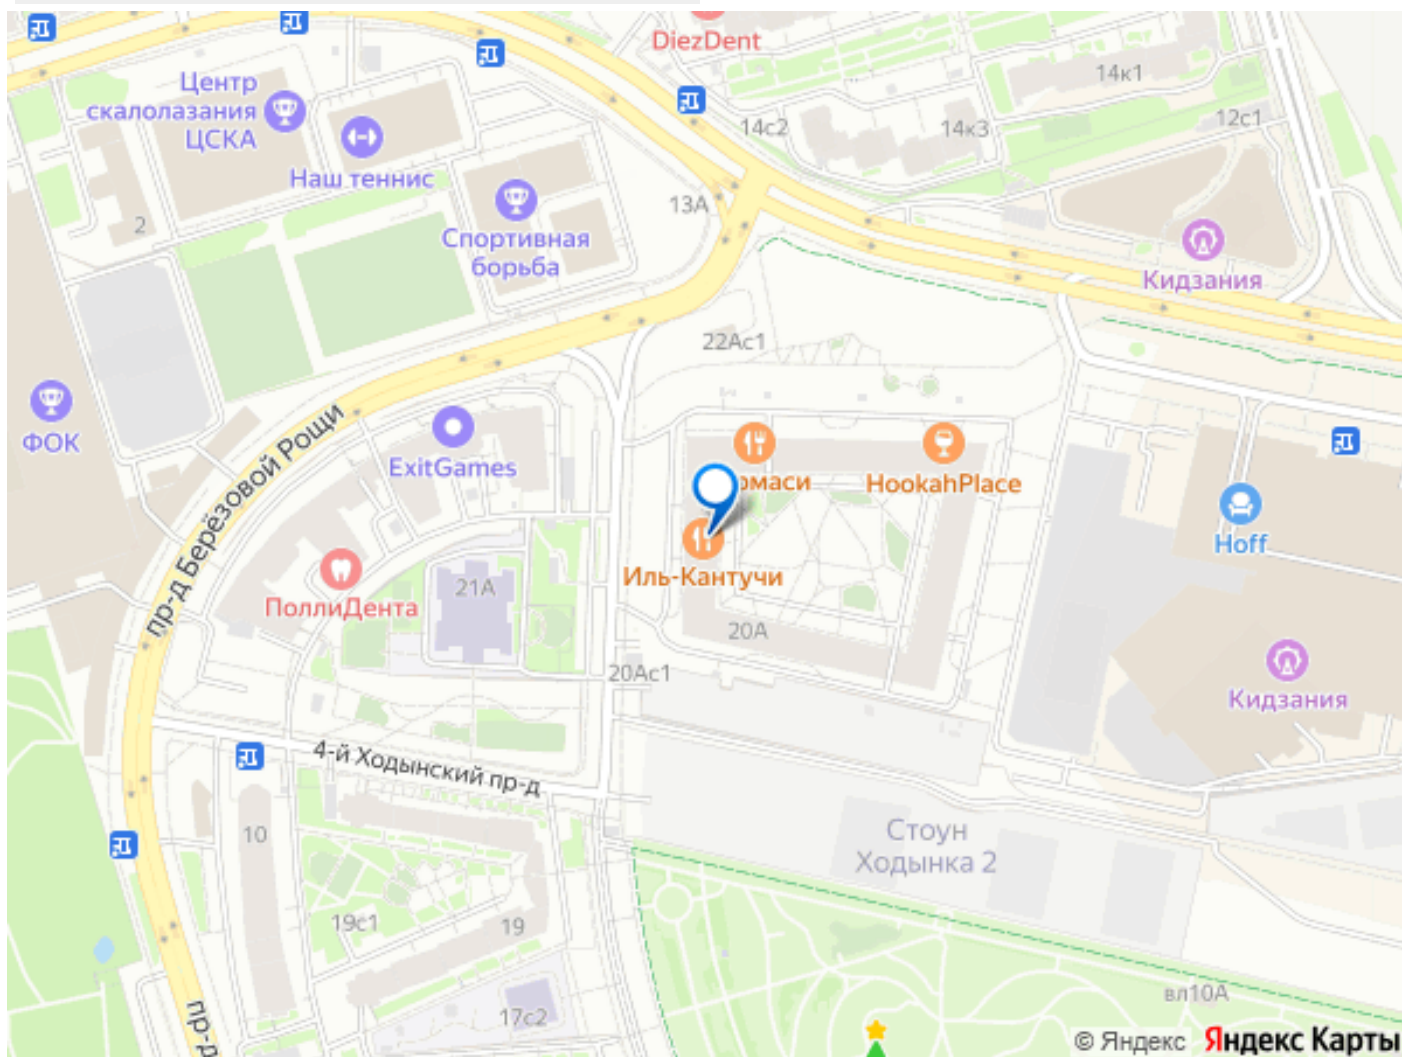 DiezDent
Центр
скалолазания
ЦСКА
14к1
14с2
14к3
12с1
Наш теннис
13А
2
Спортивная
борьба
Кидзания
22Ас1
ФОК
пр-д Берёзовой Рощи
ExitGames
HookahPlace
Hoff
Иль-Кантучи
21А
ПоллиДента
20А
20Ас1
Кидзания
4-й Ходынский пр-д
10
Стоун
Ходынка 2
19с1
19
вл10А
17с2
пр-д
© Яндекс Яндекс Карты